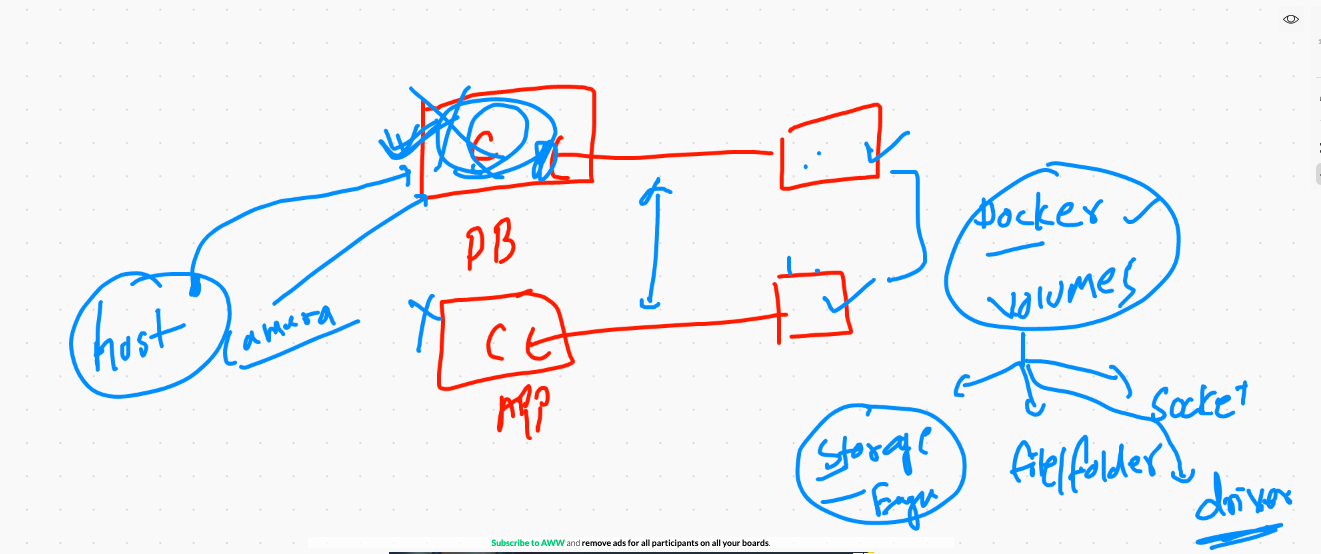 C
DB
host
camera
C
APP
Docker
volumes
Storage
file/folder
Socket
driver
Subscribe to AWW and remove ads for all participants on all your boards.